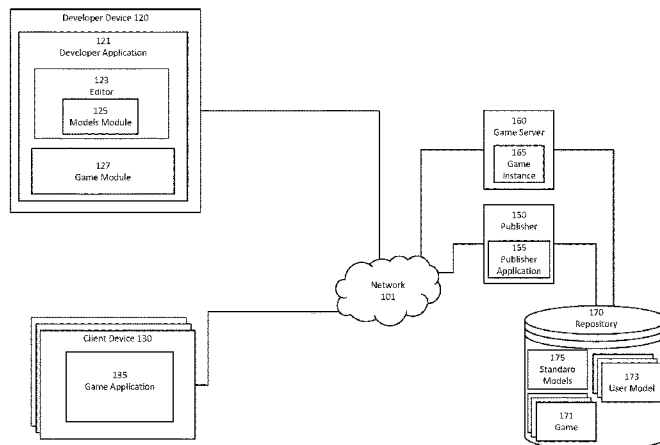 Developer Device 120
121
Developer Application
123
Editor
125
Models Module
127
Game Module
160
Game Server
165
Game
Instance
150
Publisher
155
Publisher
Application
Network
101
Client Device 130
135
Game Application
170
Repository
175
Standard
Models
173
User Model
171
Game